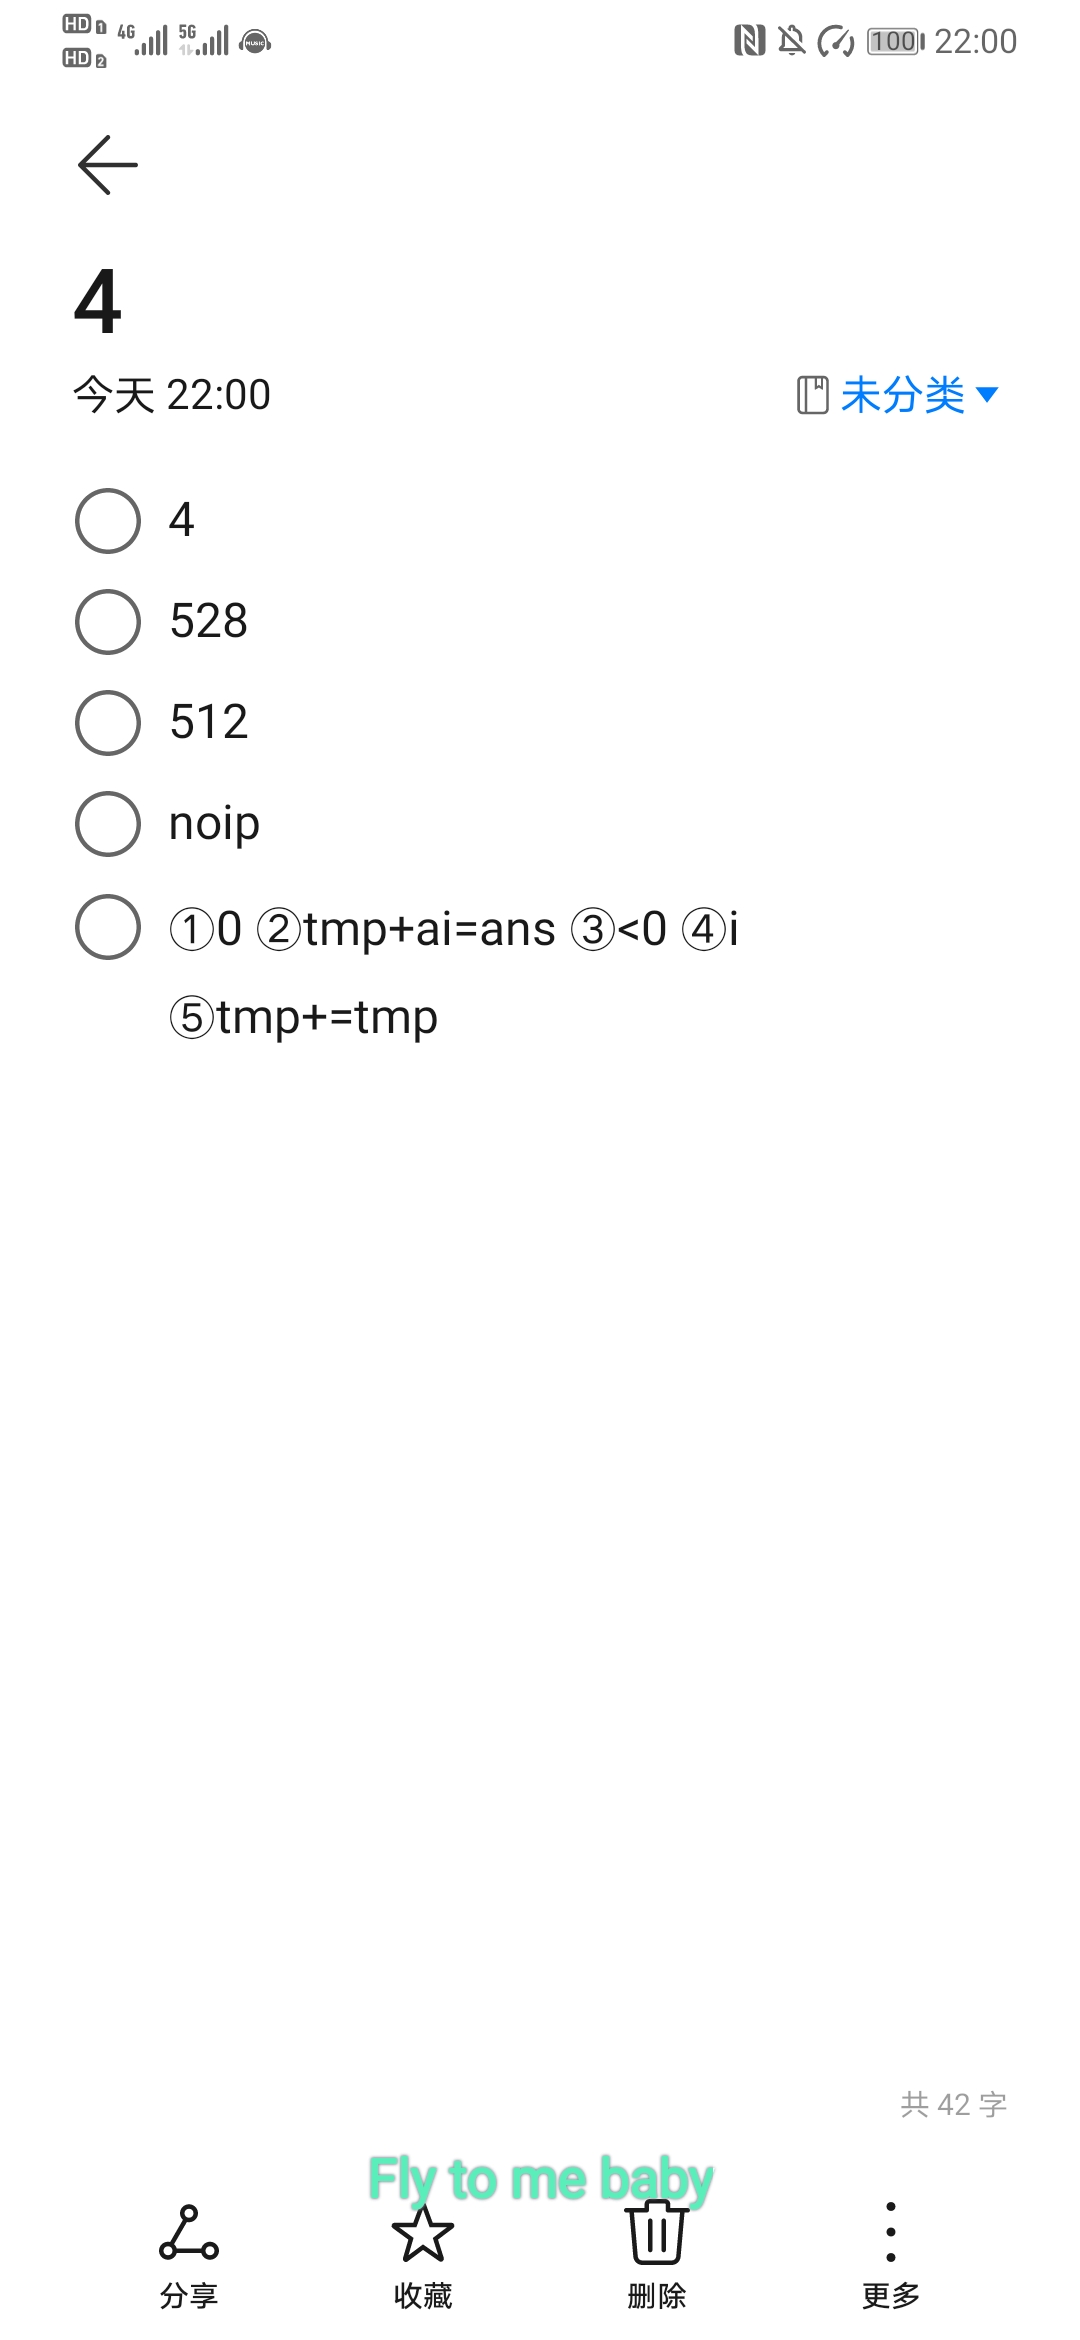 HD 1 4G 5G MUSIC 100 22:00
HD 2
4
今天 22:00 未分类
4
528
512
noip
①0 ②tmp+ai=ans ③<0 ④i
⑤tmp+=tmp
共 42 字
Fly to me baby
分享 收藏 删除 更多